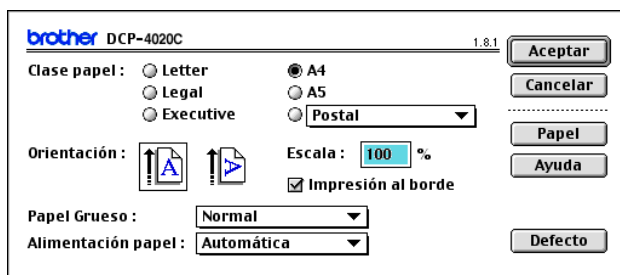 brother DCP-4020C 1.8.1
Aceptar
Clase papel : Letter A4
Legal A5
Cancelar
Executive Postal
Papel
Orientación : A A Escala : 100 %
Ayuda
Impresión al borde
Papel Grueso : Normal
Alimentación papel : Automática
Defecto